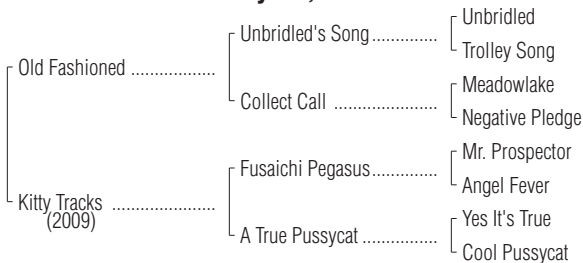 Unbridled
Unbridled's Song..............
Trolley Song
Old Fashioned ..................
Meadowlake
Collect Call ......................
Negative Pledge
Mr. Prospector
Fusaichi Pegasus..............
Angel Fever
Kitty Tracks ......................
(2009)
Yes It's True
A True Pussycat ................
Cool Pussycat